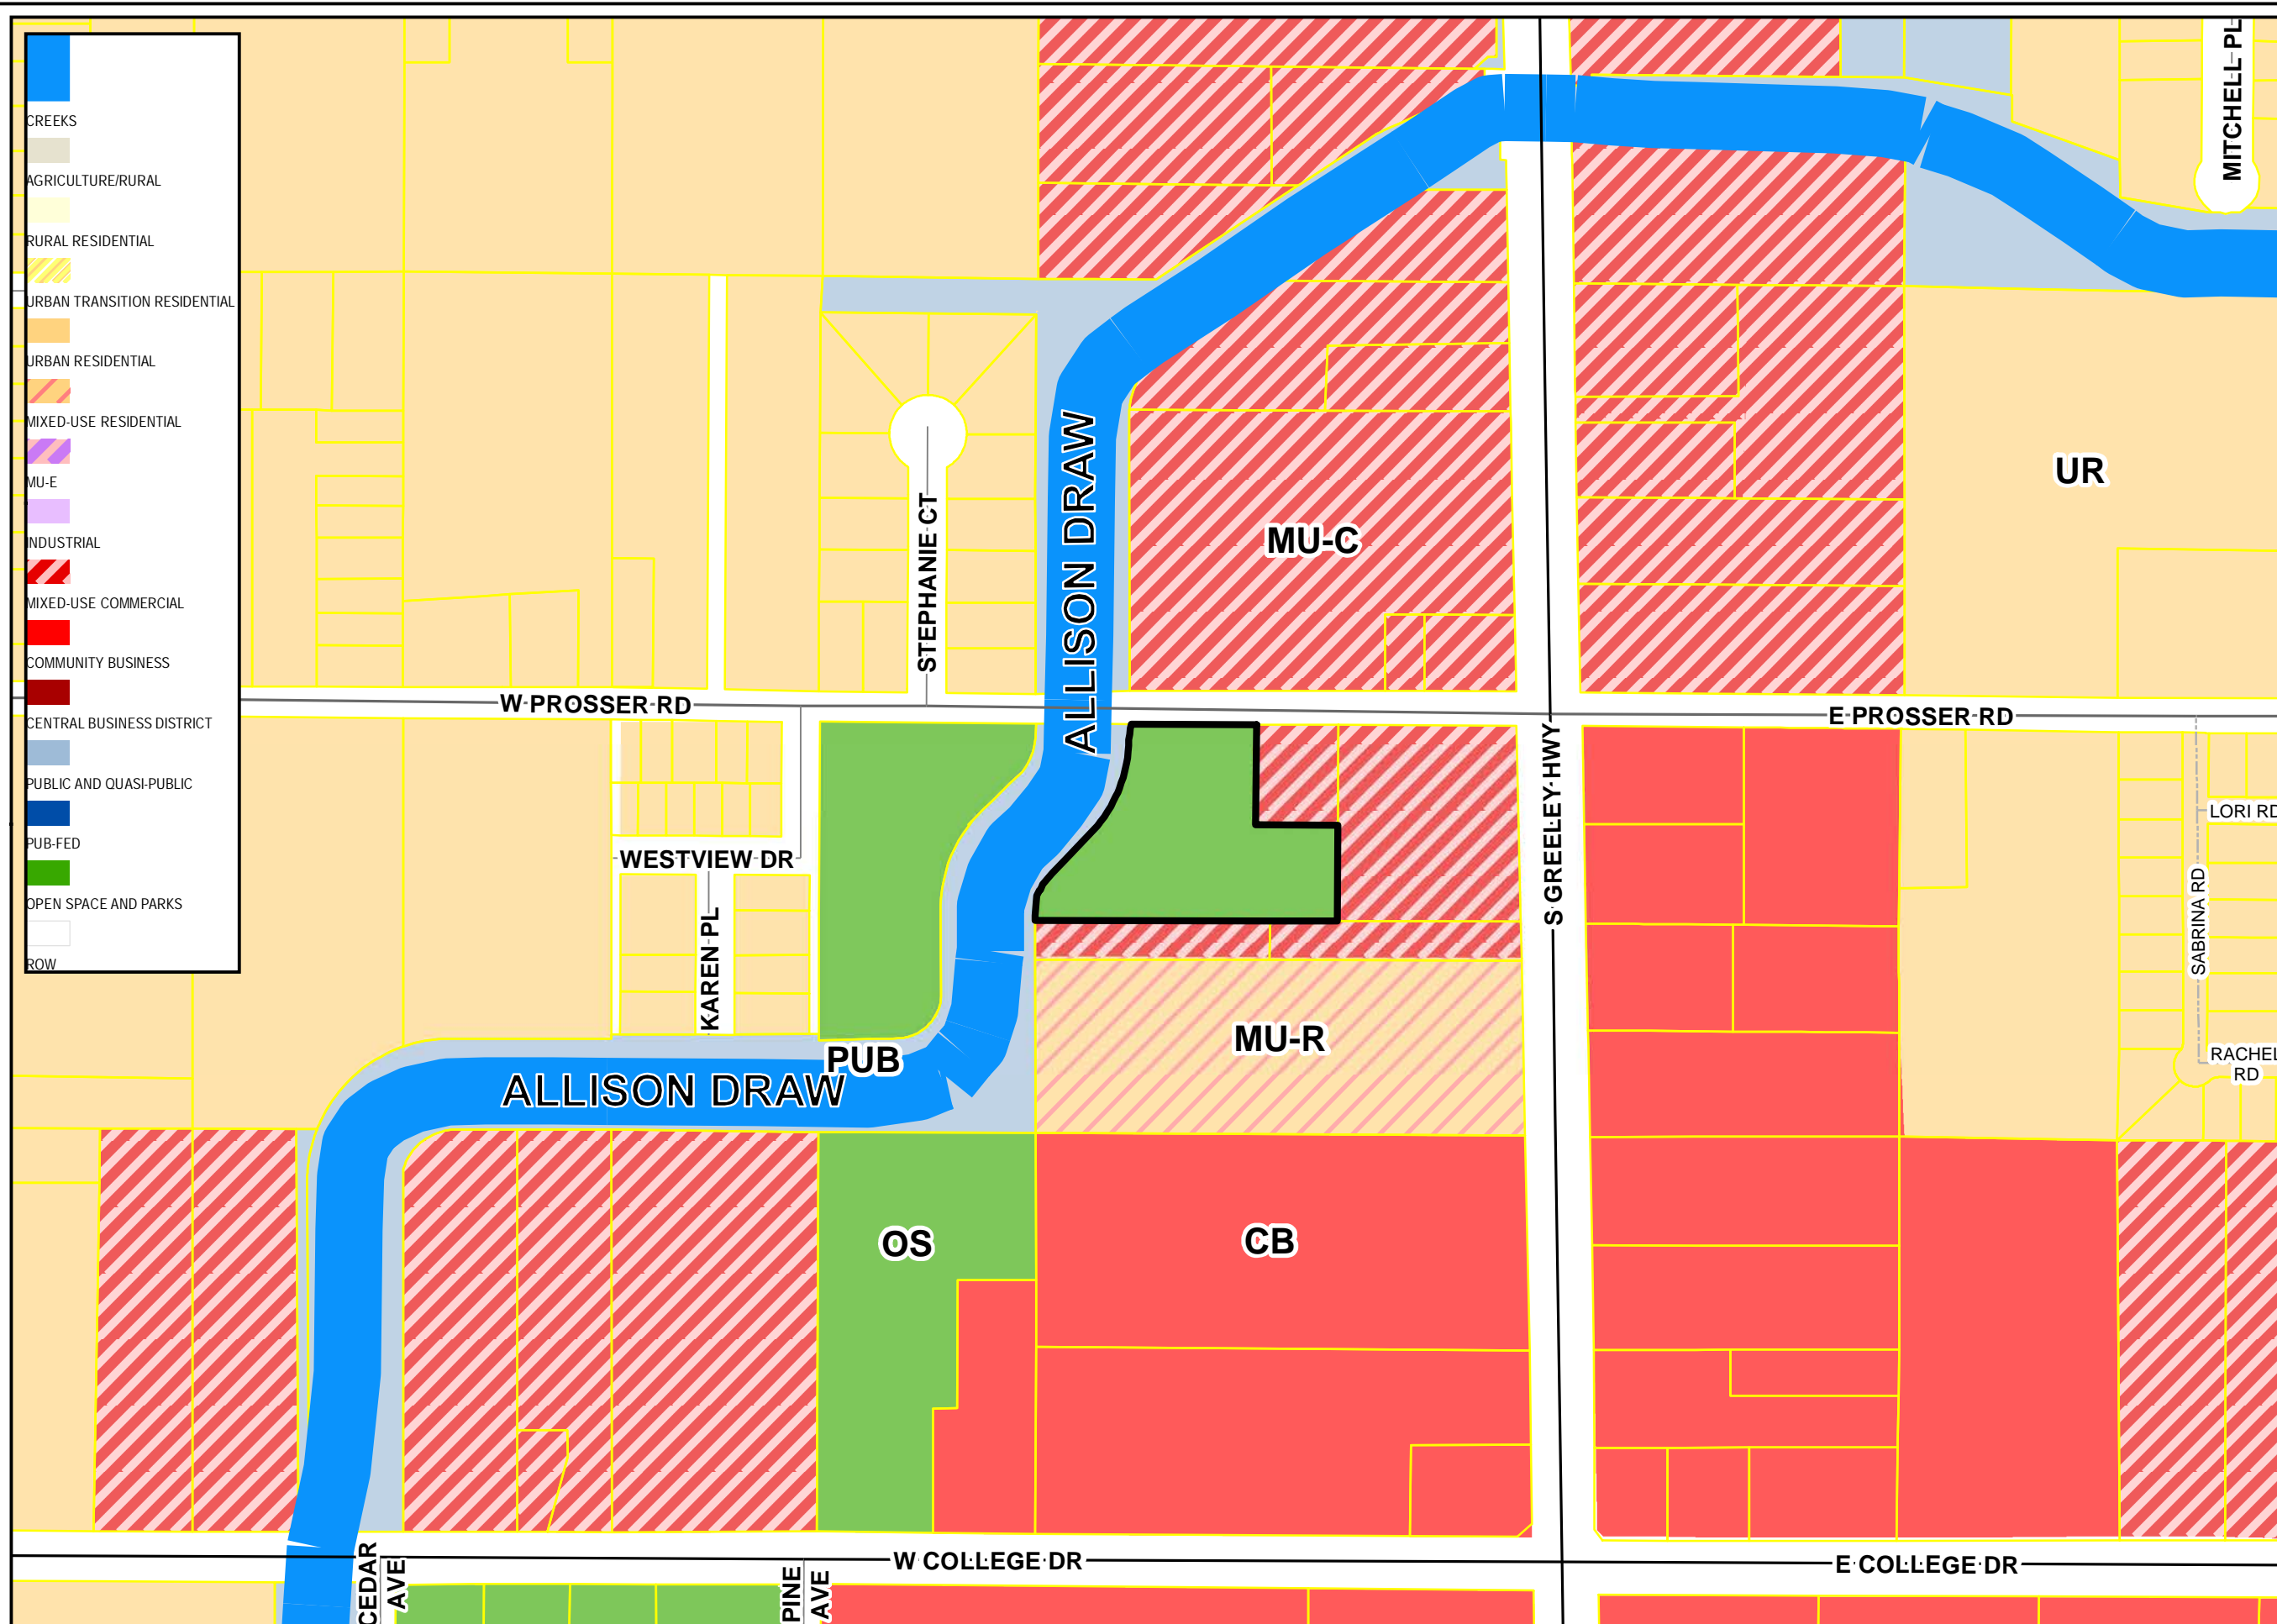 CREEKS
AGRICULTURE/RURAL
RURAL RESIDENTIAL
URBAN TRANSITION RESIDENTIAL
URBAN RESIDENTIAL
MIXED-USE RESIDENTIAL
MU-E
INDUSTRIAL
MIXED-USE COMMERCIAL
COMMUNITY BUSINESS
CENTRAL BUSINESS DISTRICT
PUBLIC AND QUASI-PUBLIC
PUB-FED
OPEN SPACE AND PARKS
ROW
MITCHELL PL
UR
MU-C
STEPHANIE CT
ALLISON DRAW
W PROSSER RD
E PROSSER RD
S GREELEY HWY
LORI RD
WESTVIEW DR
SABRINA RD
KAREN PL
MU-R
PUB
RACHEL
RD
ALLISON DRAW
OS
CB
W COLLEGE DR
E COLLEGE DR
CEDAR
AVE
PINE
AVE